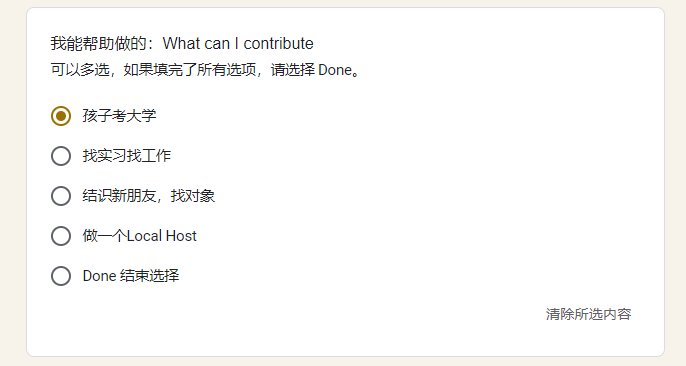 我能帮助做的：What can I contribute
可以多选，如果填完了所有选项，请选择 Done。
孩子考大学
找实习找工作
结识新朋友，找对象
做一个Local Host
Done 结束选择
清除所选内容